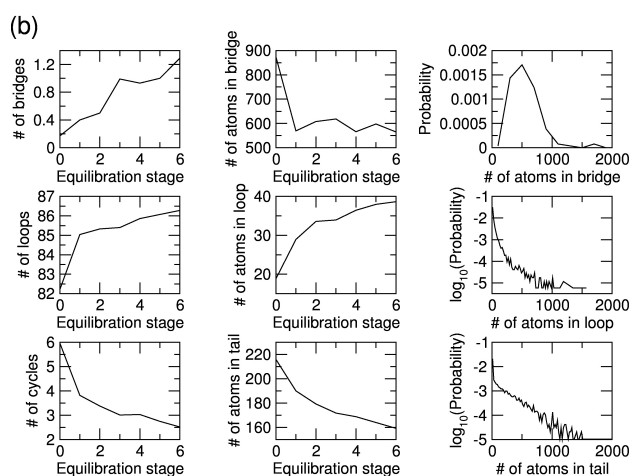 (b)
# of bridges
1.2
0.8
0.4
0
0 2 4 6
Equilibration stage
# of atoms in bridge
900
800
700
600
500
0 2 4 6
Equilibration stage
Probability
0.002
0.0015
0.001
0.0005
0
0 1000 2000
# of atoms in bridge
# of loops
87
86
85
84
83
82
0 2 4 6
Equilibration stage
# of atoms in loop
40
30
20
0 2 4 6
Equilibration stage
log10(Probability)
-1
-2
-3
-4
-5
0 1000 2000
# of atoms in loop
# of cycles
6
5
4
3
2
0 2 4 6
Equilibration stage
# of atoms in tail
220
200
180
160
0 2 4 6
Equilibration stage
log10(Probability)
-1
-2
-3
-4
-5
0 1000 2000
# of atoms in tail